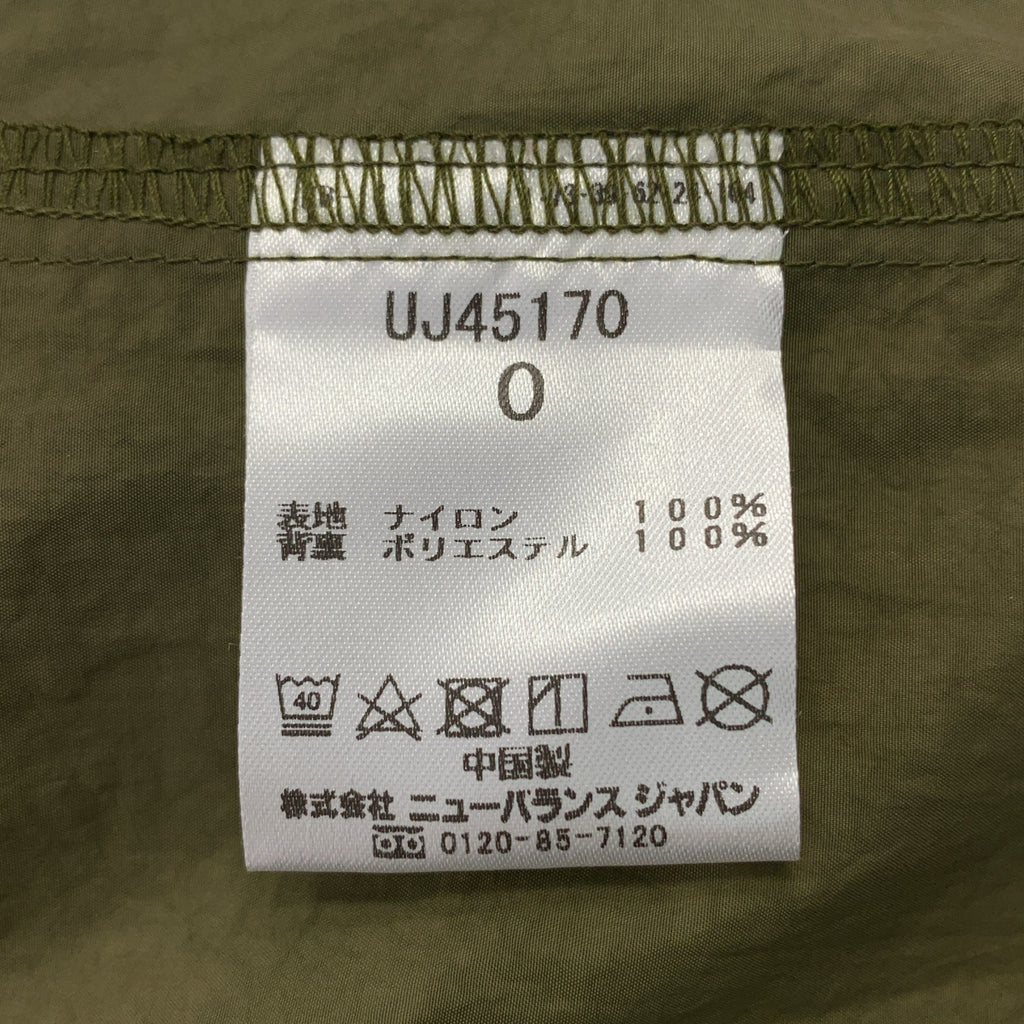 UJ45170
0
表地 ナイロン 100%
背裏 ポリエステル 100%
40
中国製
株式会社 ニューバランス ジャパン
0120-85-7120